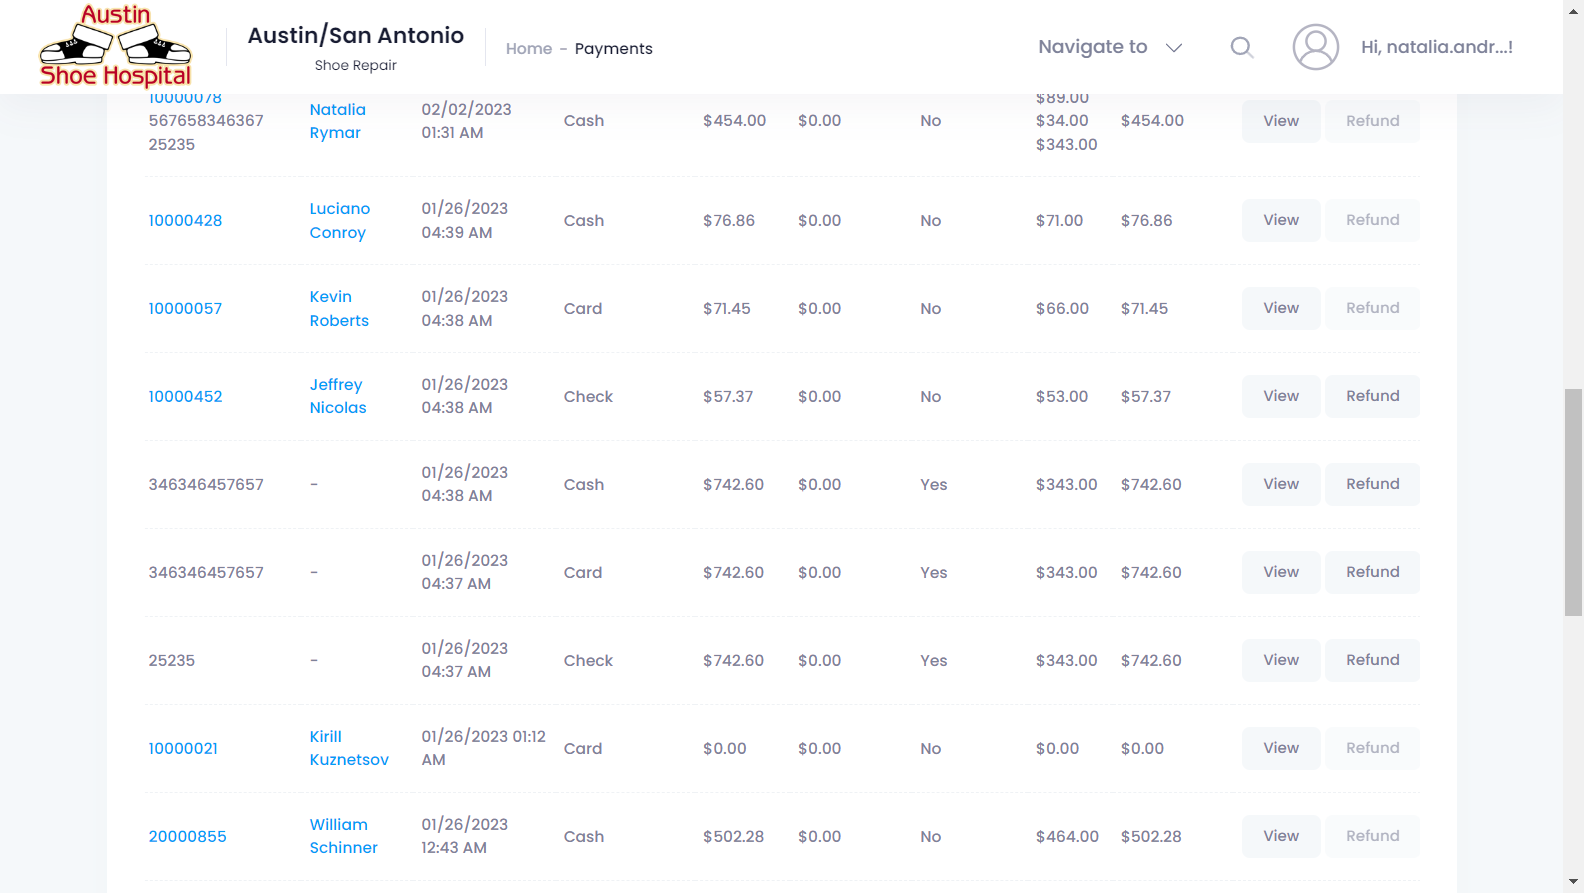 Austin
Shoe Hospital
Austin/San Antonio
Shoe Repair
Home - Payments
Navigate to
Hi, natalia.andr...!
10000078
567658346367
25235
Natalia
Rymar
02/02/2023
01:31 AM
Cash
$454.00
$0.00
No
$89.00
$34.00
$343.00
$454.00
View
Refund
10000428
Luciano
Conroy
01/26/2023
04:39 AM
Cash
$76.86
$0.00
No
$71.00
$76.86
View
Refund
10000057
Kevin
Roberts
01/26/2023
04:38 AM
Card
$71.45
$0.00
No
$66.00
$71.45
View
Refund
10000452
Jeffrey
Nicolas
01/26/2023
04:38 AM
Check
$57.37
$0.00
No
$53.00
$57.37
View
Refund
346346457657
-
01/26/2023
04:38 AM
Cash
$742.60
$0.00
Yes
$343.00
$742.60
View
Refund
346346457657
-
01/26/2023
04:37 AM
Card
$742.60
$0.00
Yes
$343.00
$742.60
View
Refund
25235
-
01/26/2023
04:37 AM
Check
$742.60
$0.00
Yes
$343.00
$742.60
View
Refund
10000021
Kirill
Kuznetsov
01/26/2023 01:12
AM
Card
$0.00
$0.00
No
$0.00
$0.00
View
Refund
20000855
William
Schinner
01/26/2023
12:43 AM
Cash
$502.28
$0.00
No
$464.00
$502.28
View
Refund